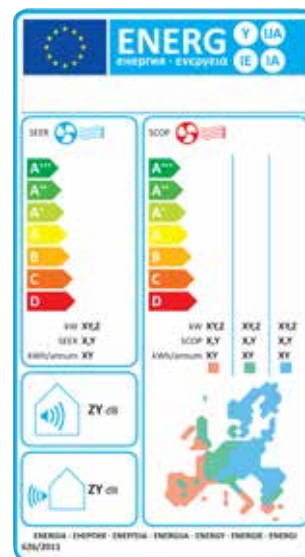 ENERG Y IJA
енергия · ενεργεια IE IA
SEER SCOP
A+++ A+++
A++ A++
A+ A+
A A
B B
C C
D D
kW XY,Z kW XY,Z XY,Z XY,Z
SEER X,Y SCOP X,Y X,Y X,Y
kWh/annum XY kWh/annum XY XY XY
ZY dB
ZY dB
ENERGIA · ЕНЕРГИЯ · ΕΝΕΡΓΕΙΑ · ENERGIJA · ENERGY · ENERGIE · ENERGI
626/2011